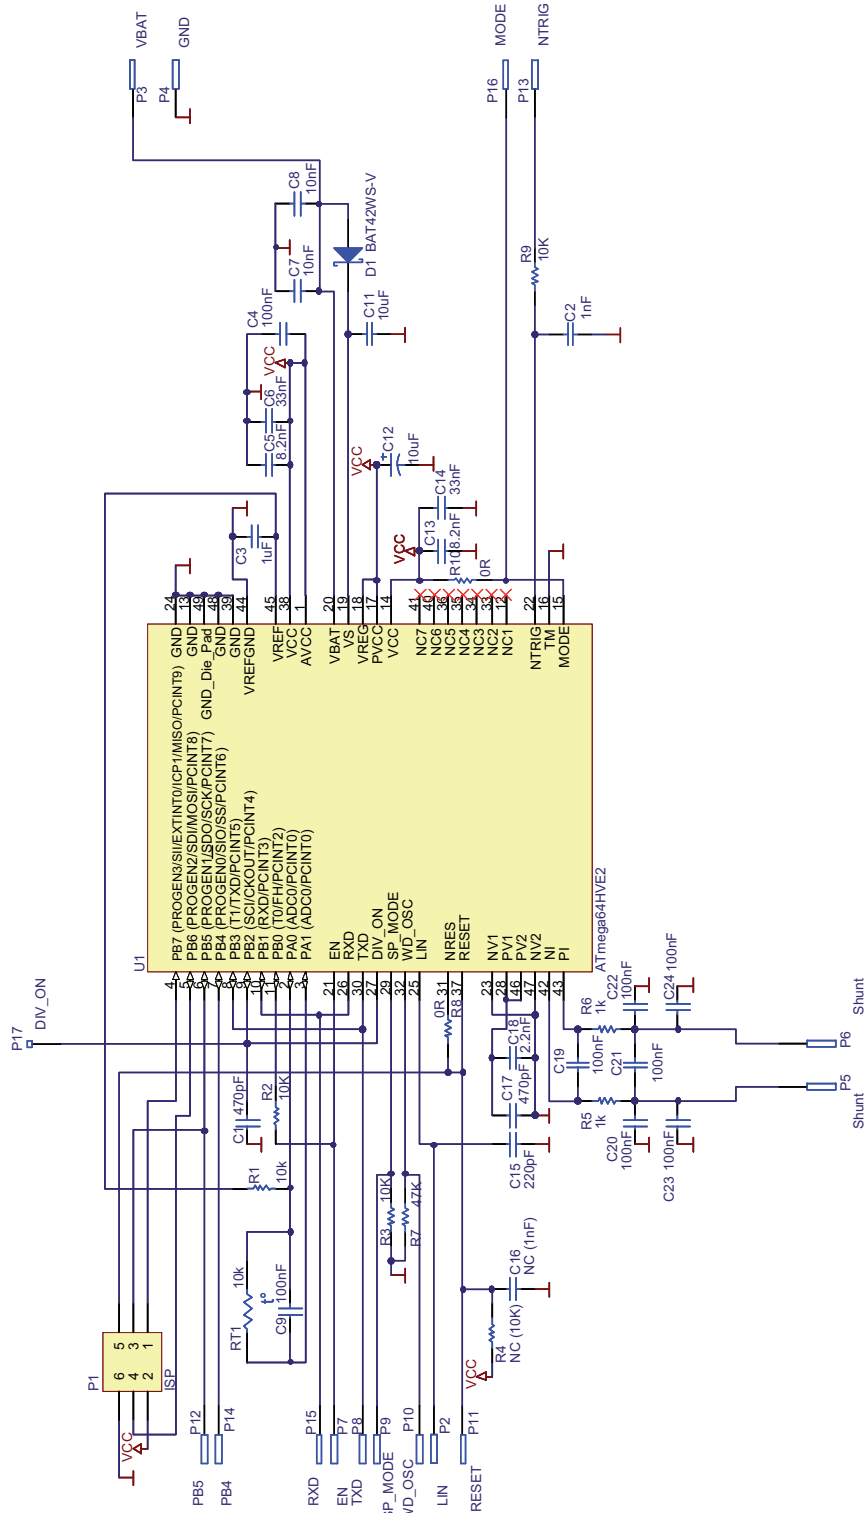 VBAT
P3
GND
P4
MODE
P16
NTRIG
P13
C8
10nF
C7
10nF
D1 BAT42WS-V
C11
10uF
C4
100nF
VCC
C6
33nF
C5
8.2nF
R9
10K
C2
1nF
VCC
C12
10uF
C3
1uF
VCC
C14
33nF
C13
8.2nF
R10
0R
24
13
49
48
39
44
45
38
1
20
19
18
17
14
41
40
36
35
34
33
12
22
16
15
GND
GND
GND_Die_Pad
GND
GND
VREFGND
VREF
VCC
AVCC
VBAT
VS
VREG
PVCC
VCC
NC7
NC6
NC5
NC4
NC3
NC2
NC1
NTRIG
TM
MODE
U1
PB7 (PROGEN3/SII/EXTINT0/ICP1/MISO/PCINT9)
PB6 (PROGEN2/SDI/MOSI/PCINT8)
PB5 (PROGEN1/SDO/SCK/PCINT7)
PB4 (PROGEN0/SIO/SS/PCINT6)
PB3 (T1/TXD/PCINT5)
PB2 (SCI/CKOUT/PCINT4)
PB1 (RXD/PCINT3)
PB0 (T0/FH/PCINT2)
PA0 (ADC0/PCINT0)
PA1 (ADC0/PCINT0)
EN
RXD
TXD
DIV_ON
SP_MODE
WD_OSC
LIN
NRES
RESET
NV1
PV1
PV2
NV2
NI
PI
ATmega64HVE2
4
5
6
7
8
9
10
11
2
3
21
26
30
27
29
32
25
31
37
23
28
46
47
42
43
P17
DIV_ON
C1
470pF
R2
10K
R1
10k
RT1
10k
t°
C9
100nF
R3
10K
R7
47K
0R
R8
C18
2.2nF
C17
470pF
C15
220pF
C19
100nF
R6
1k
R5
1k
C22
100nF
C24
100nF
C21
100nF
C20
100nF
C23
100nF
P6
Shunt
P5
Shunt
C16
NC (1nF)
R4
NC (10K)
VCC
P1
ISP
5
3
1
6
4
2
VCC
P12
PB5
P14
PB4
P15
RXD
P7
EN
P8
TXD
P9
SP_MODE
P10
WD_OSC
P2
LIN
P11
RESET